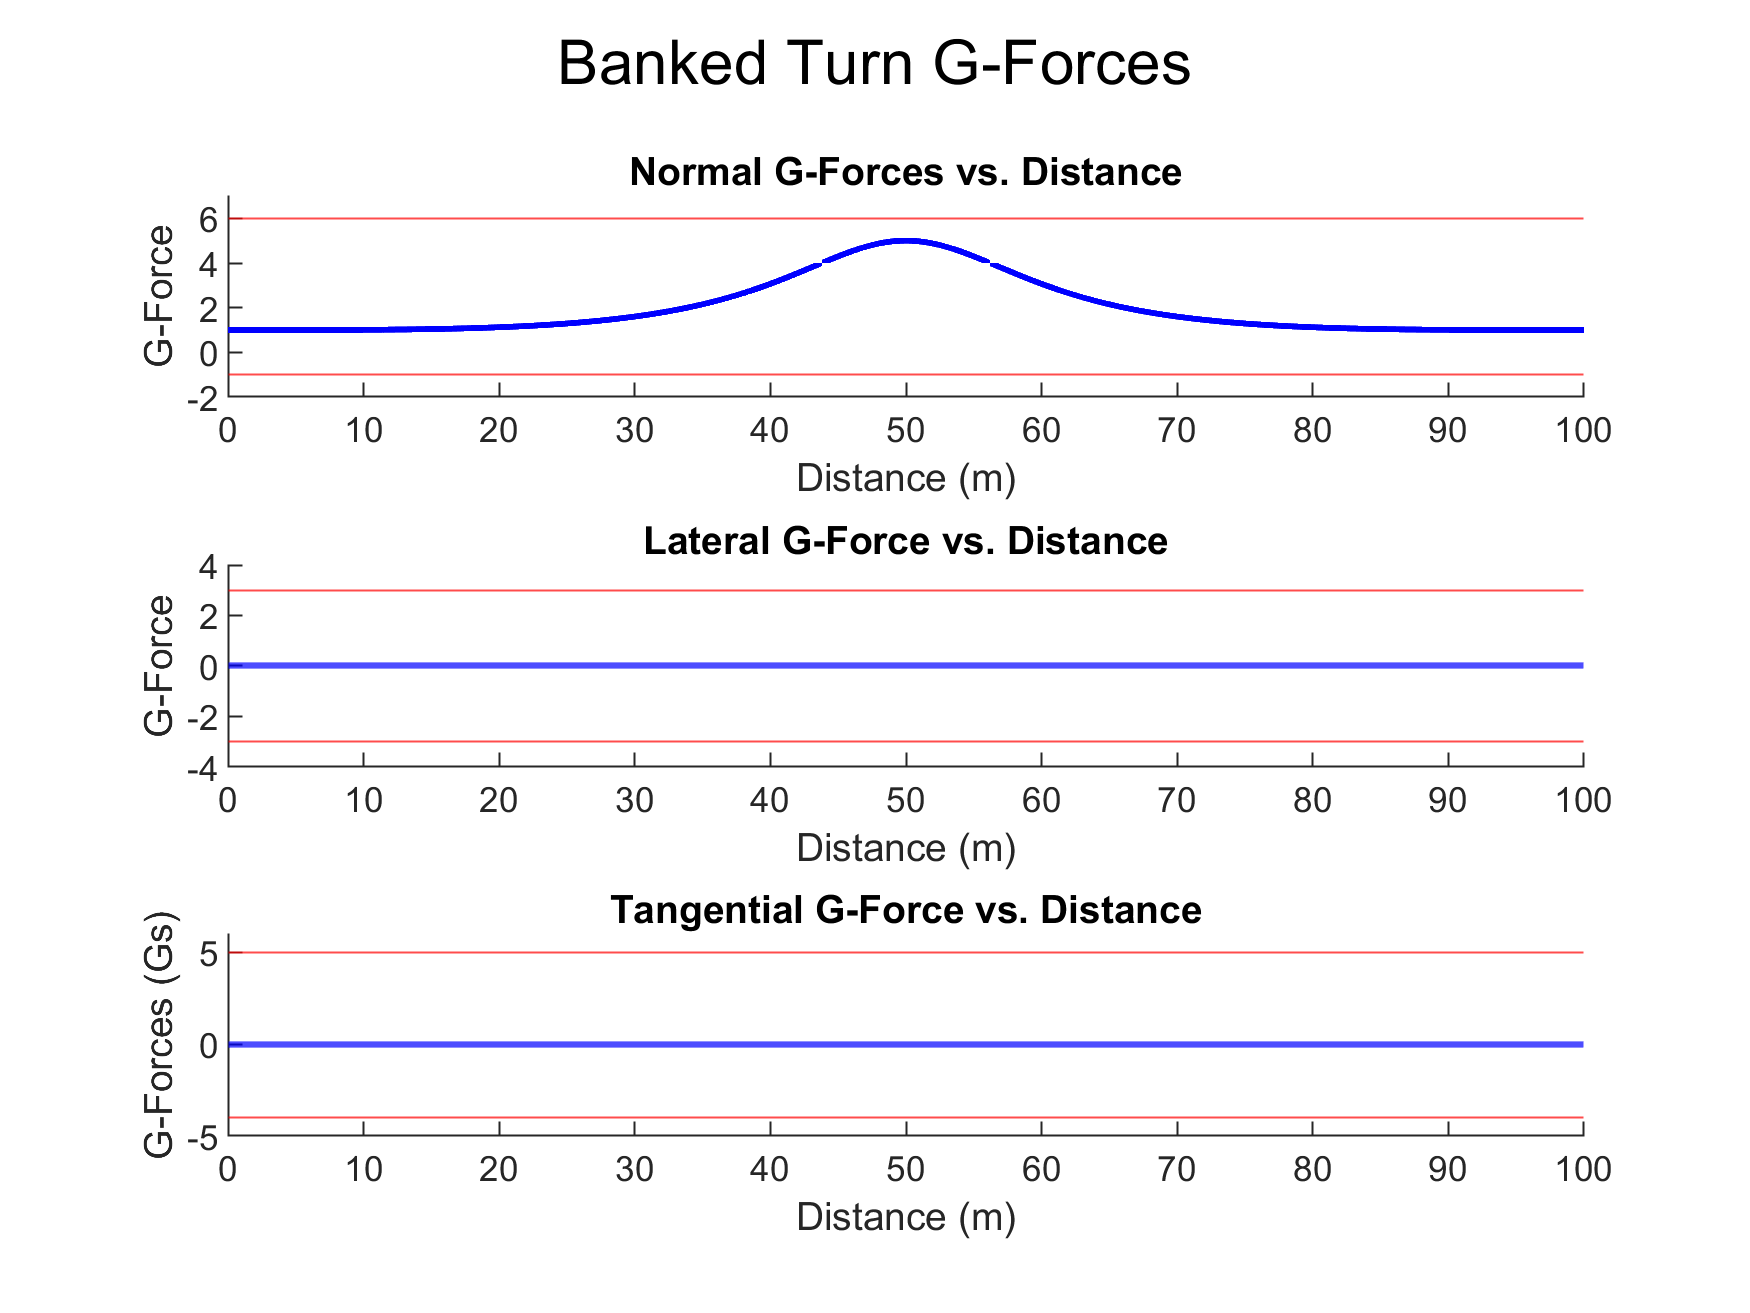 Banked Turn G-Forces
Normal G-Forces vs. Distance
G-Force
6
4
2
0
-2
0 10 20 30 40 50 60 70 80 90 100
Distance (m)
Lateral G-Force vs. Distance
G-Force
4
2
0
-2
-4
0 10 20 30 40 50 60 70 80 90 100
Distance (m)
Tangential G-Force vs. Distance
G-Forces (Gs)
5
0
-5
0 10 20 30 40 50 60 70 80 90 100
Distance (m)